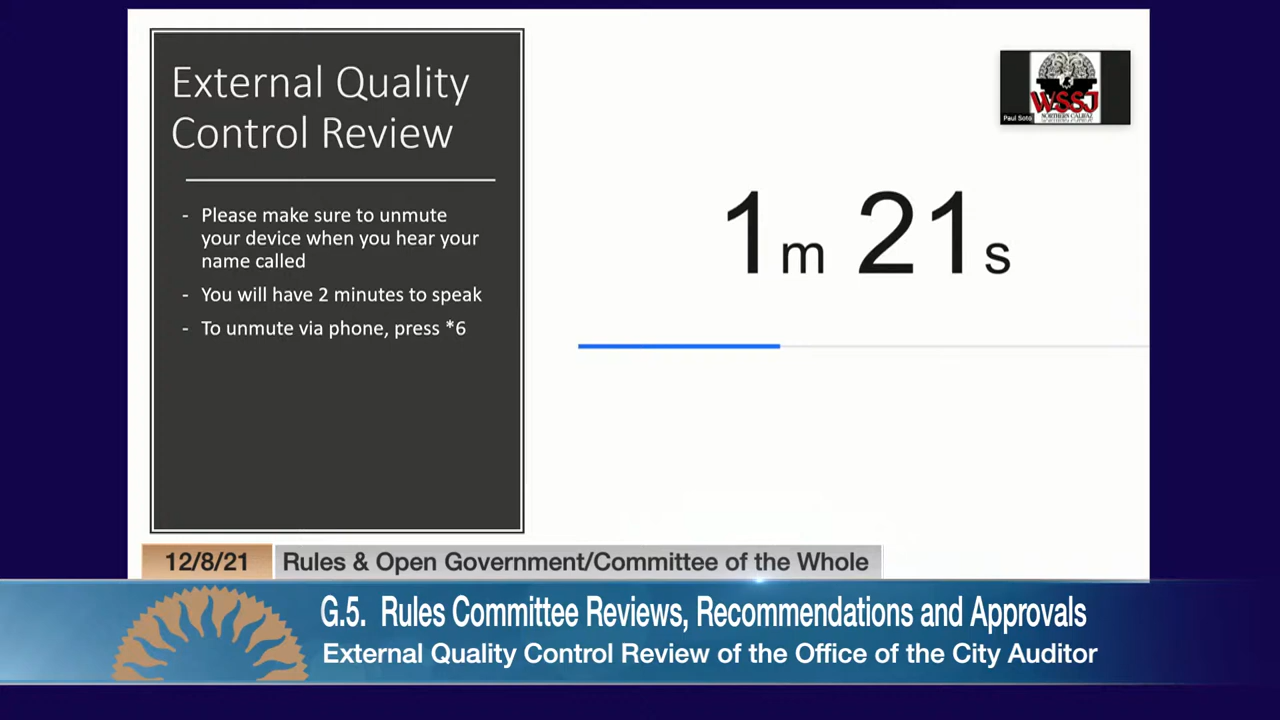 External Quality
Control Review
- Please make sure to unmute
your device when you hear your
name called
- You will have 2 minutes to speak
- To unmute via phone, press *6
WSSJ
NORTHERN CALIFAZ
Paul Soto
1m 21s
12/8/21
Rules & Open Government/Committee of the Whole
G.5. Rules Committee Reviews, Recommendations and Approvals
External Quality Control Review of the Office of the City Auditor